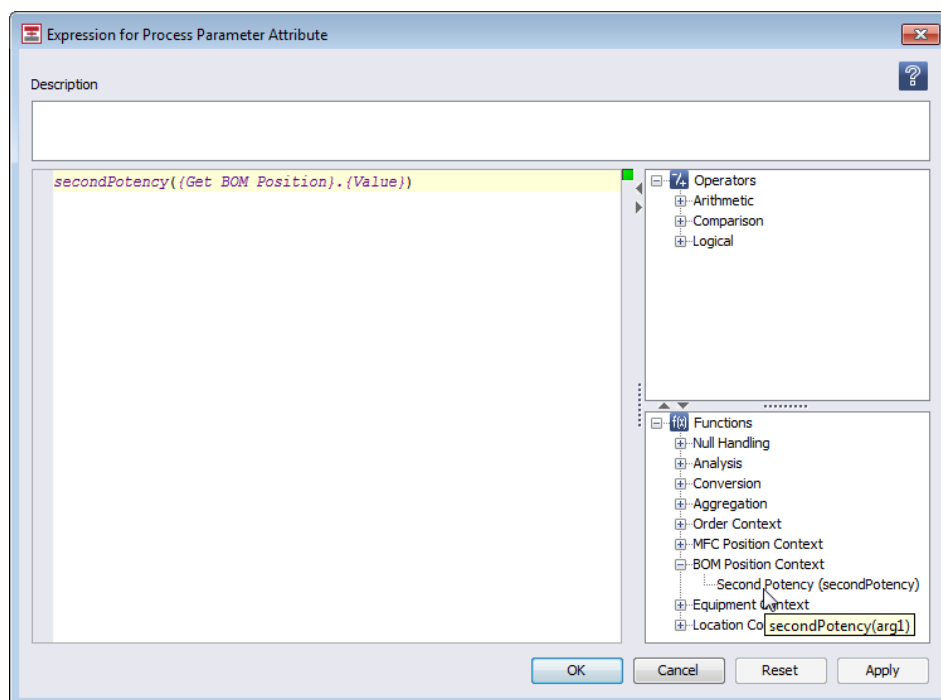 Expression for Process Parameter Attribute
Description
secondPotency({Get BOM Position}.{Value})
Operators
Arithmetic
Comparison
Logical
Functions
Null Handling
Analysis
Conversion
Aggregation
Order Context
MFC Position Context
BOM Position Context
Second Potency (secondPotency)
Equipment Context
Location Co
secondPotency(arg1)
OK
Cancel
Reset
Apply